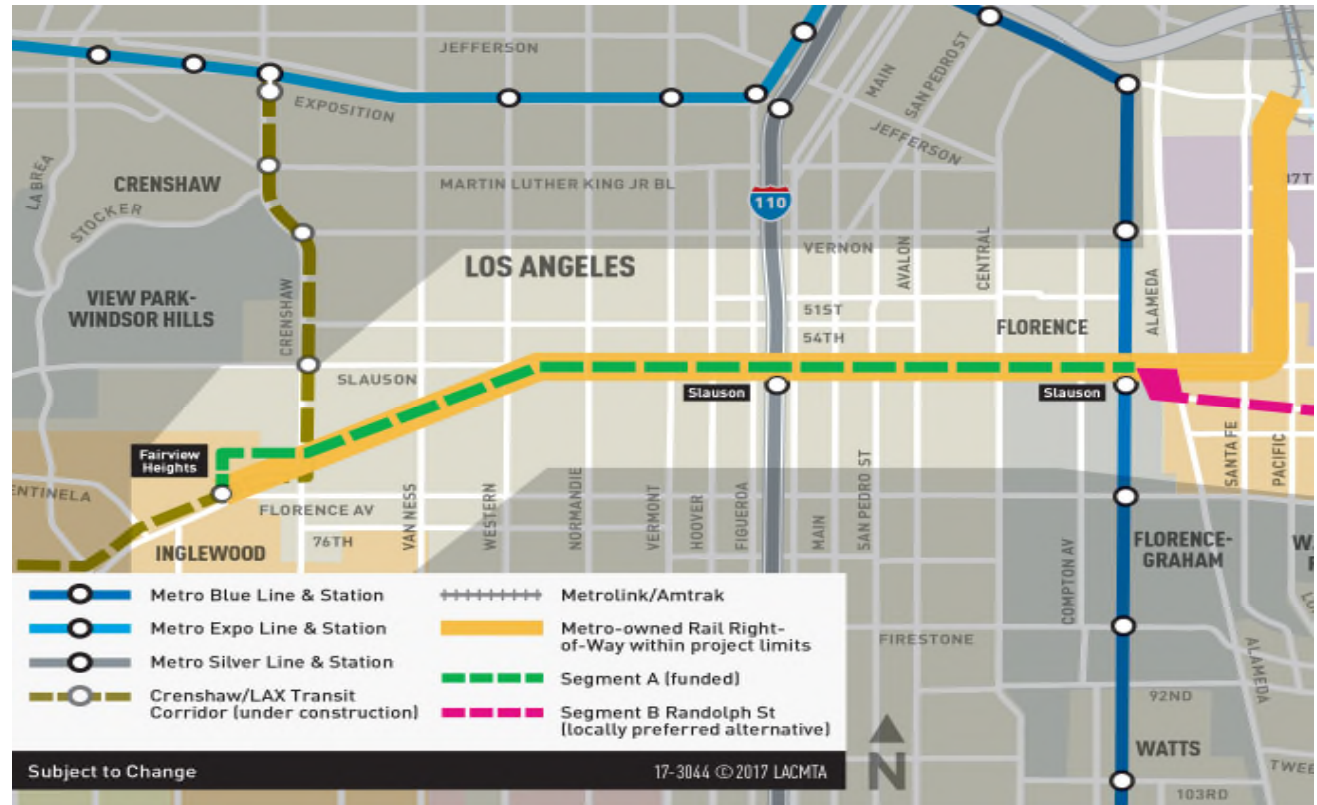 JEFFERSON
MAIN
SAN PEDRO ST
EXPOSITION
JEFFERSON
LA BREA
CRENSHAW
MARTIN LUTHER KING JR BL
110
STOCKER
VERNON
AVALON
CENTRAL
LOS ANGELES
VIEW PARK-
WINDSOR HILLS
CRENSHAW
ALAMEDA
51ST
54TH
FLORENCE
SLAUSON
Slauson
Slauson
Fairview
Heights
FLORENCE AV
76TH
INGLEWOOD
VAN NESS
WESTERN
NORMANDIE
VERMONT
HOOVER
FIGUEROA
MAIN
SAN PEDRO ST
COMPTON AV
SANTA FE
PACIFIC
FLORENCE-
GRAHAM
FIRESTONE
ALAMEDA
92ND
WATTS
103RD
Metro Blue Line & Station
Metro Expo Line & Station
Metro Silver Line & Station
Crenshaw/LAX Transit
Corridor (under construction)
Metrolink/Amtrak
Metro-owned Rail Right-
of-Way within project limits
Segment A (funded)
Segment B Randolph St
(locally preferred alternative)
N
Subject to Change
17-3044 © 2017 LACMTA